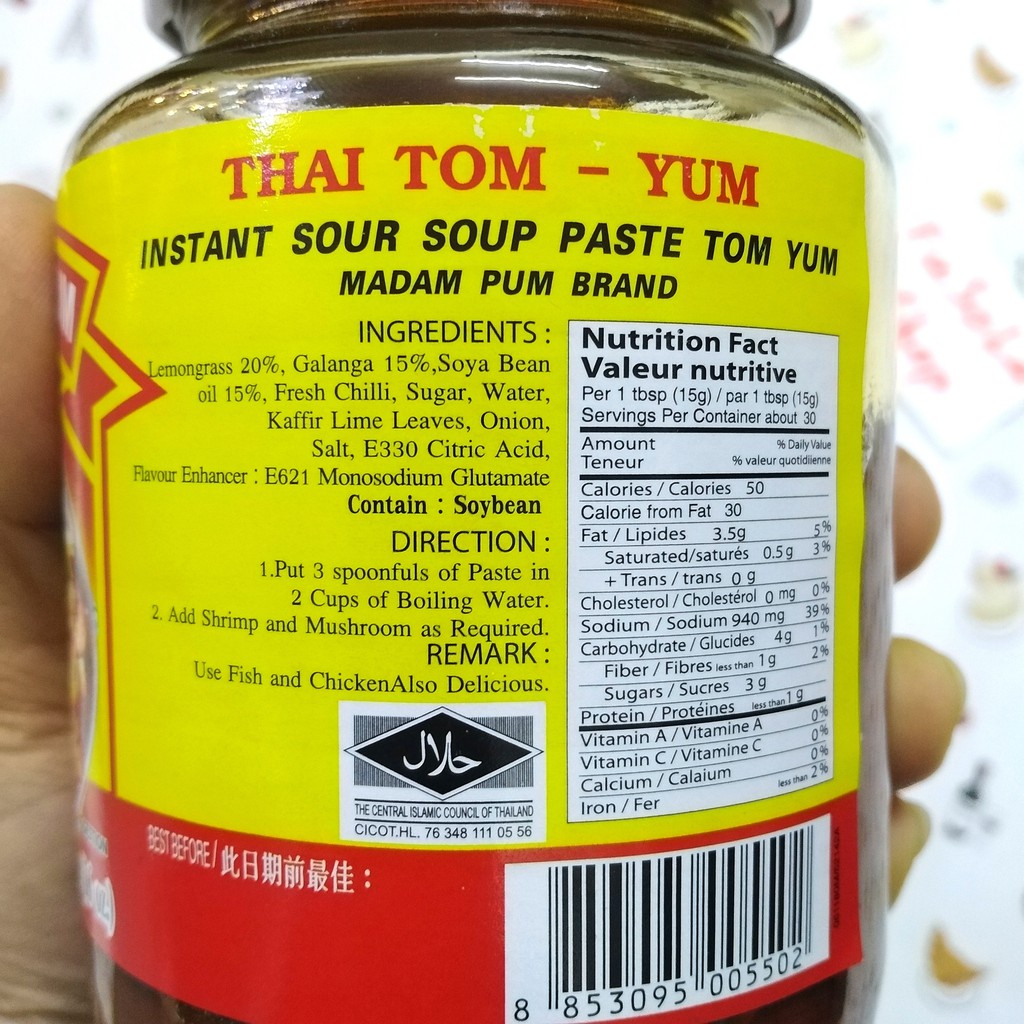 THAI TOM - YUM
INSTANT SOUR SOUP PASTE TOM YUM
MADAM PUM BRAND
INGREDIENTS :
Lemongrass 20%, Galanga 15%,Soya Bean
oil 15%, Fresh Chilli, Sugar, Water,
Kaffir Lime Leaves, Onion,
Salt, E330 Citric Acid,
Flavour Enhancer : E621 Monosodium Glutamate
Contain : Soybean
DIRECTION :
1.Put 3 spoonfuls of Paste in
2 Cups of Boiling Water.
2. Add Shrimp and Mushroom as Required.
REMARK :
Use Fish and ChickenAlso Delicious.
حلال
THE CENTRAL ISLAMIC COUNCIL OF THAILAND
CICOT.HL. 76 348 111 05 56
Nutrition Fact
Valeur nutritive
Per 1 tbsp (15g) / par 1 tbsp (15g)
Servings Per Container about 30
Amount % Daily Value
Teneur % valeur quotidiienne
Calories / Calories 50
Calorie from Fat 30
Fat / Lipides 3.5g 5%
Saturated/saturés 0.5 g 3%
+ Trans / trans 0 g
Cholesterol / Cholestérol 0 mg 0%
Sodium / Sodium 940 mg 39%
Carbohydrate / Glucides 4g 1%
Fiber / Fibres less than 1g 2%
Sugars / Sucres 3 g
Protein / Protéines less than 1 g
Vitamin A / Vitamine A 0%
Vitamin C / Vitamine C 0%
Calcium / Calaium 0%
Iron / Fer less than 2%
BEST BEFORE / 此日期前最佳 :
8 853095 005502